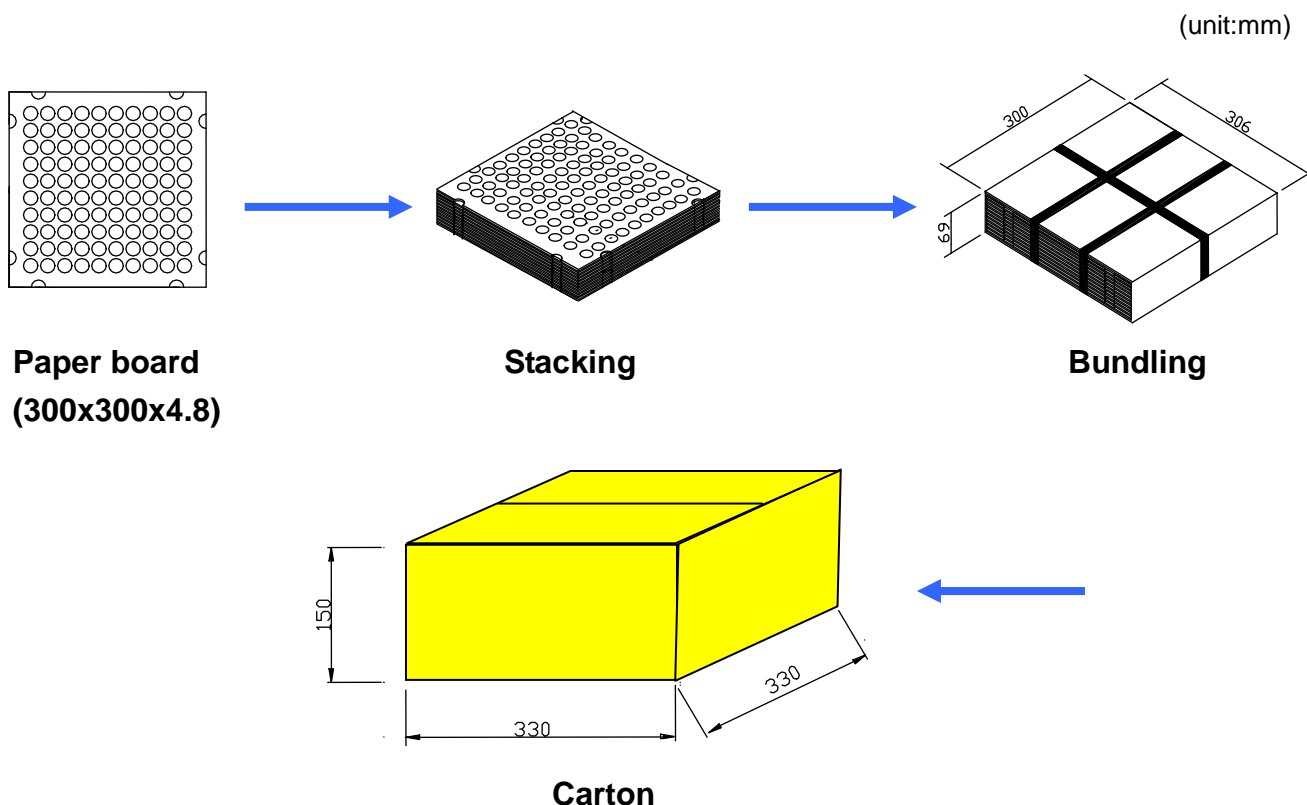 (unit:mm)
300
306
69
Paper board
(300x300x4.8)
Stacking
Bundling
150
330
330
Carton